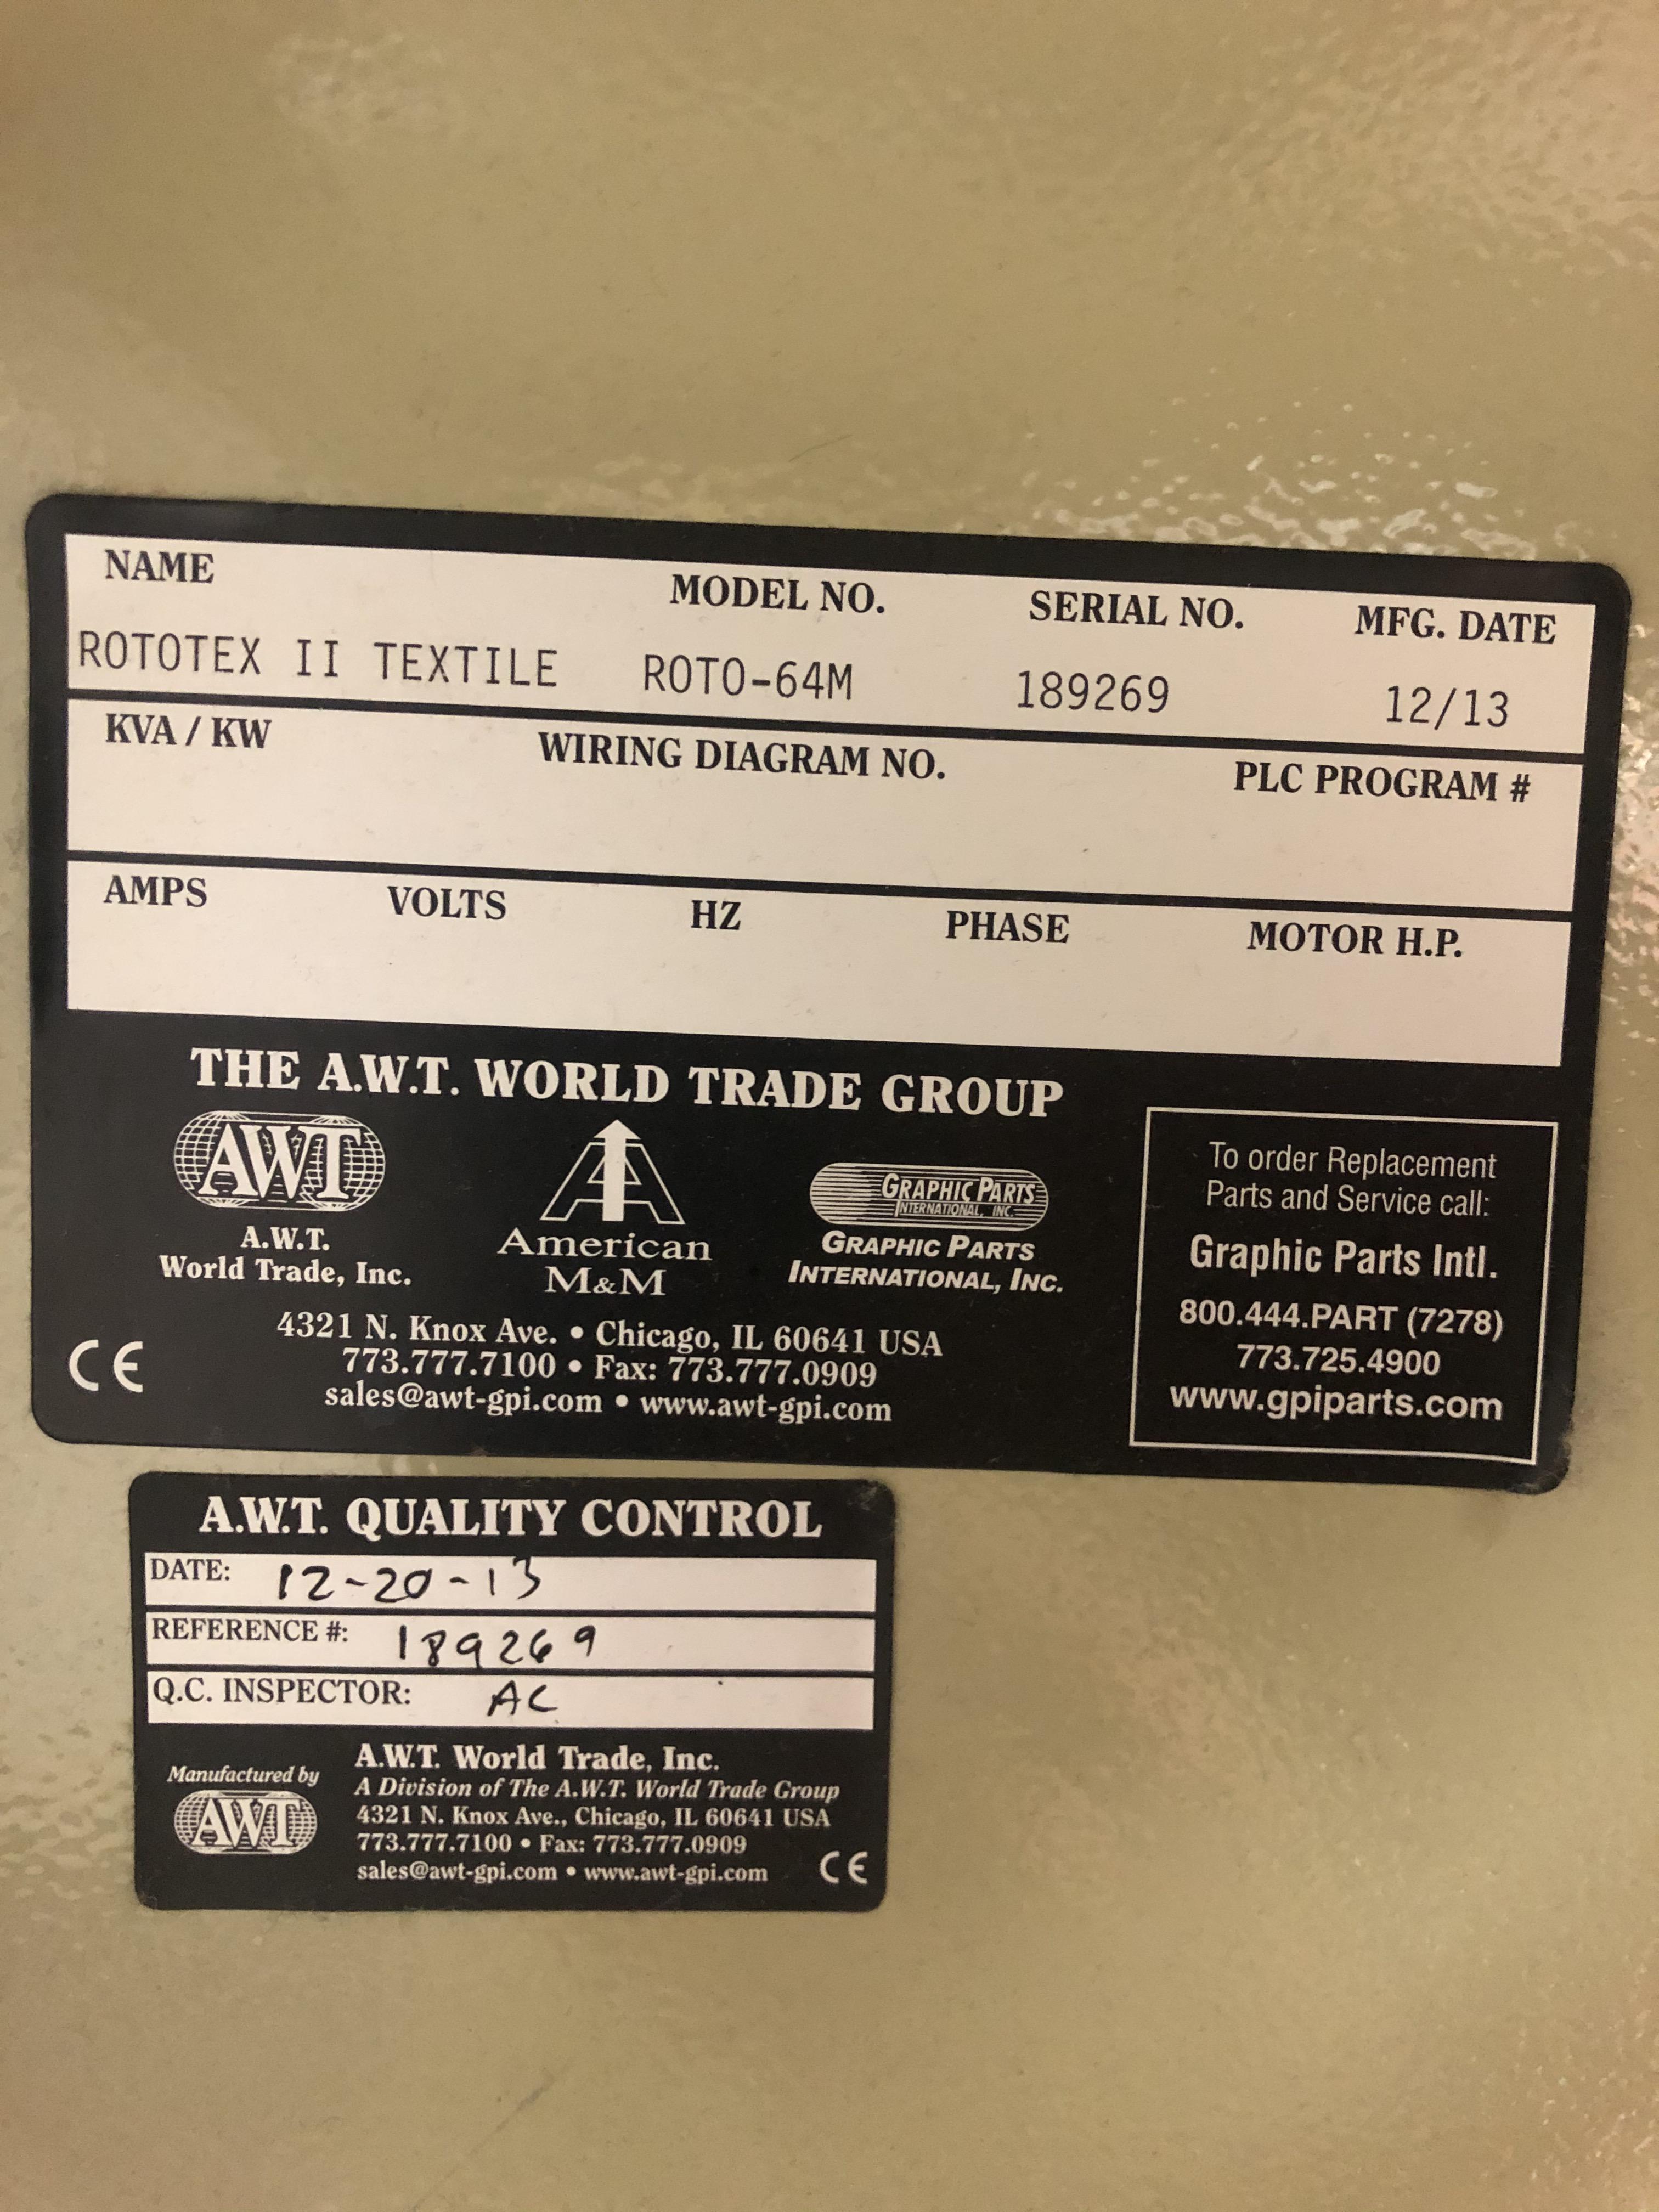 NAME MODEL NO. SERIAL NO. MFG. DATE
ROTOTEX II TEXTILE ROTO-64M 189269 12/13
KVA / KW WIRING DIAGRAM NO. PLC PROGRAM #
AMPS VOLTS HZ PHASE MOTOR H.P.
THE A.W.T. WORLD TRADE GROUP
AWT
A.W.T.
World Trade, Inc.
A
American
M&M
GRAPHIC PARTS
INTERNATIONAL, INC.
GRAPHIC PARTS
INTERNATIONAL, INC.
4321 N. Knox Ave. • Chicago, IL 60641 USA
773.777.7100 • Fax: 773.777.0909
sales@awt-gpi.com • www.awt-gpi.com
CE
To order Replacement
Parts and Service call:
Graphic Parts Intl.
800.444.PART (7278)
773.725.4900
www.gpiparts.com
A.W.T. QUALITY CONTROL
DATE: 12-20-13
REFERENCE #: 189269
Q.C. INSPECTOR: AC
Manufactured by
AWT
A.W.T. World Trade, Inc.
A Division of The A.W.T. World Trade Group
4321 N. Knox Ave., Chicago, IL 60641 USA
773.777.7100 • Fax: 773.777.0909
sales@awt-gpi.com • www.awt-gpi.com
CE